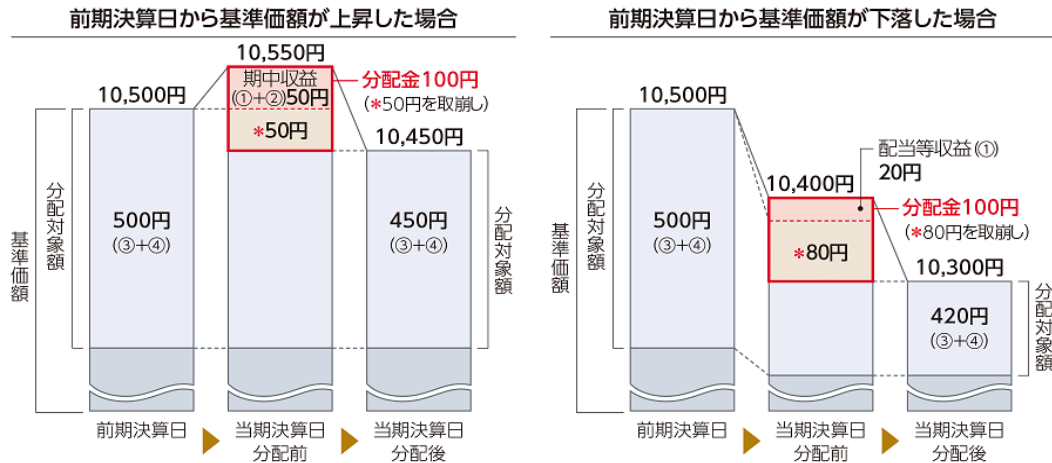 前期決算日から基準価額が上昇した場合
10,550円
10,500円
期中収益
(①+②)50円
分配金100円
(*50円を取崩し)
*50円
10,450円
500円
(③+④)
450円
(③+④)
基準価額
分配対象額
分配対象額
前期決算日
当期決算日
分配前
当期決算日
分配後
前期決算日から基準価額が下落した場合
10,500円
配当等収益(①)
20円
10,400円
分配金100円
(*80円を取崩し)
500円
(③+④)
*80円
10,300円
420円
(③+④)
基準価額
分配対象額
分配対象額
前期決算日
当期決算日
分配前
当期決算日
分配後